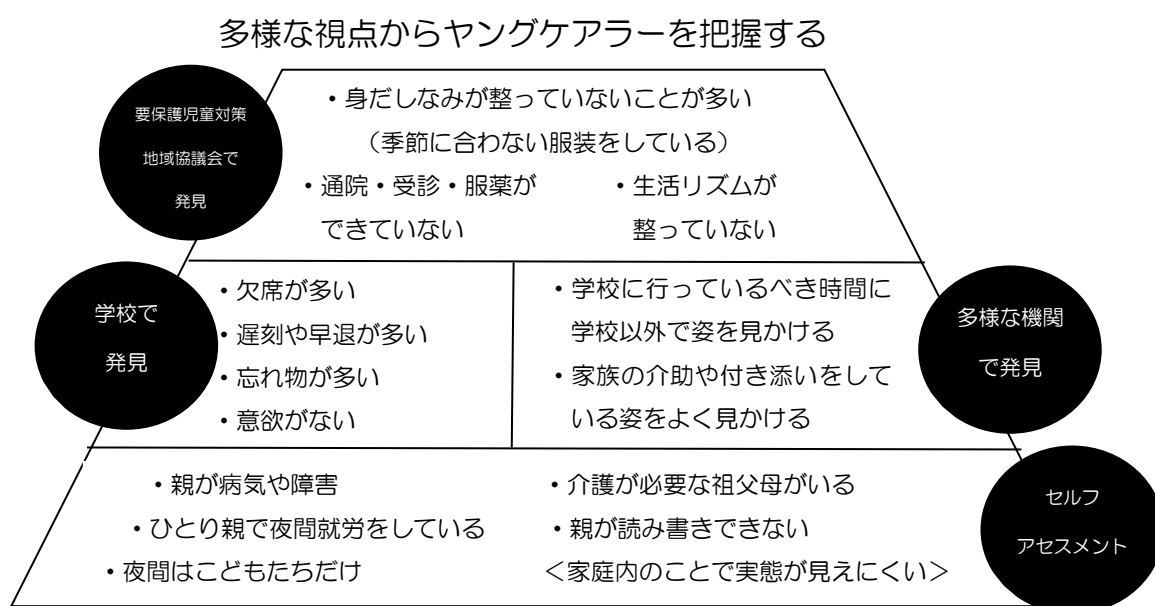 多様な視点からヤングケアラーを把握する
要保護児童対策
地域協議会で
発見
・身だしなみが整っていないことが多い
（季節に合わない服装をしている）
・通院・受診・服薬が
できていない
・生活リズムが
整っていない
学校で
発見
・欠席が多い
・遅刻や早退が多い
・忘れ物が多い
・意欲がない
・学校に行っているべき時間に
学校以外で姿を見かける
・家族の介助や付き添いをして
いる姿をよく見かける
多様な機関
で発見
・親が病気や障害
・ひとり親で夜間就労をしている
・夜間はこどもたちだけ
・介護が必要な祖父母がいる
・親が読み書きできない
＜家庭内のことで実態が見えにくい＞
セルフ
アセスメント